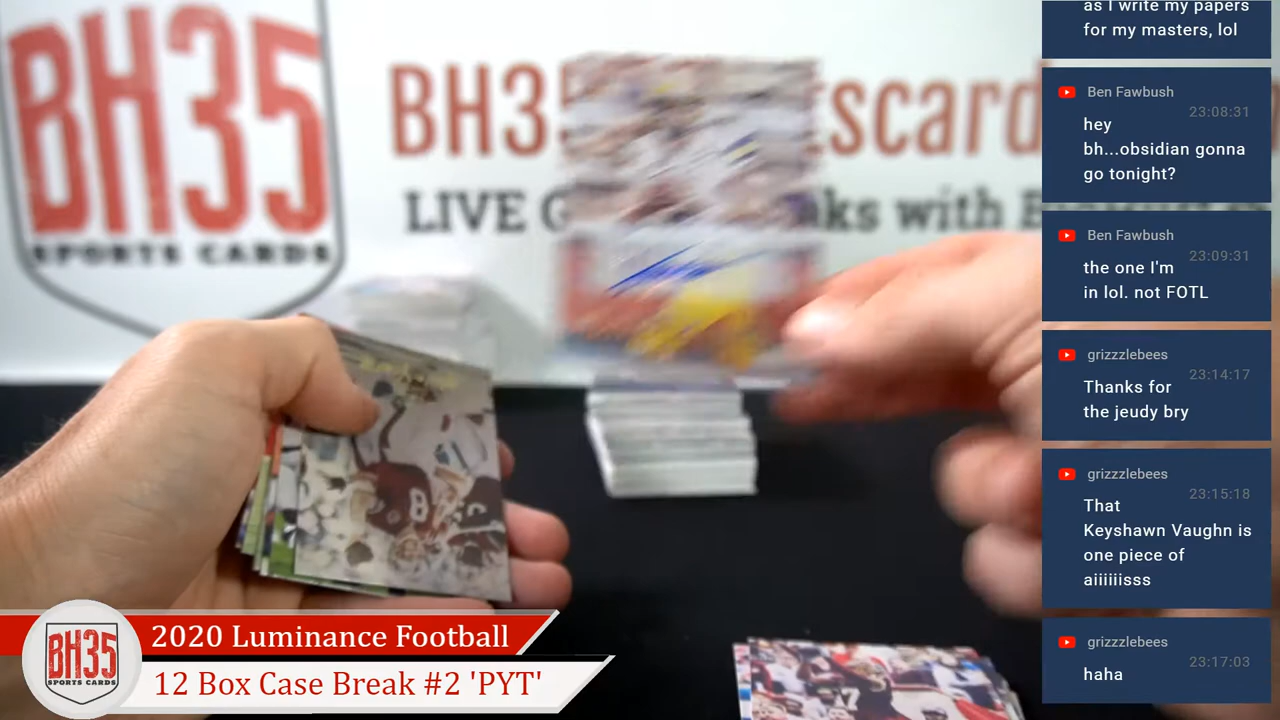 BH35
SPORTS CARDS
BH35
scard
LIVE
aks with
as I write my papers
for my masters, lol
Ben Fawbush
23:08:31
hey
bh...obsidian gonna
go tonight?
Ben Fawbush
23:09:31
the one I'm
in lol. not FOTL
grizzzlebees
23:14:17
Thanks for
the jeudy bry
grizzzlebees
23:15:18
That
Keyshawn Vaughn is
one piece of
aiiiiiisss
grizzzlebees
23:17:03
haha
BH35
SPORTS CARDS
2020 Luminance Football
12 Box Case Break #2 'PYT'